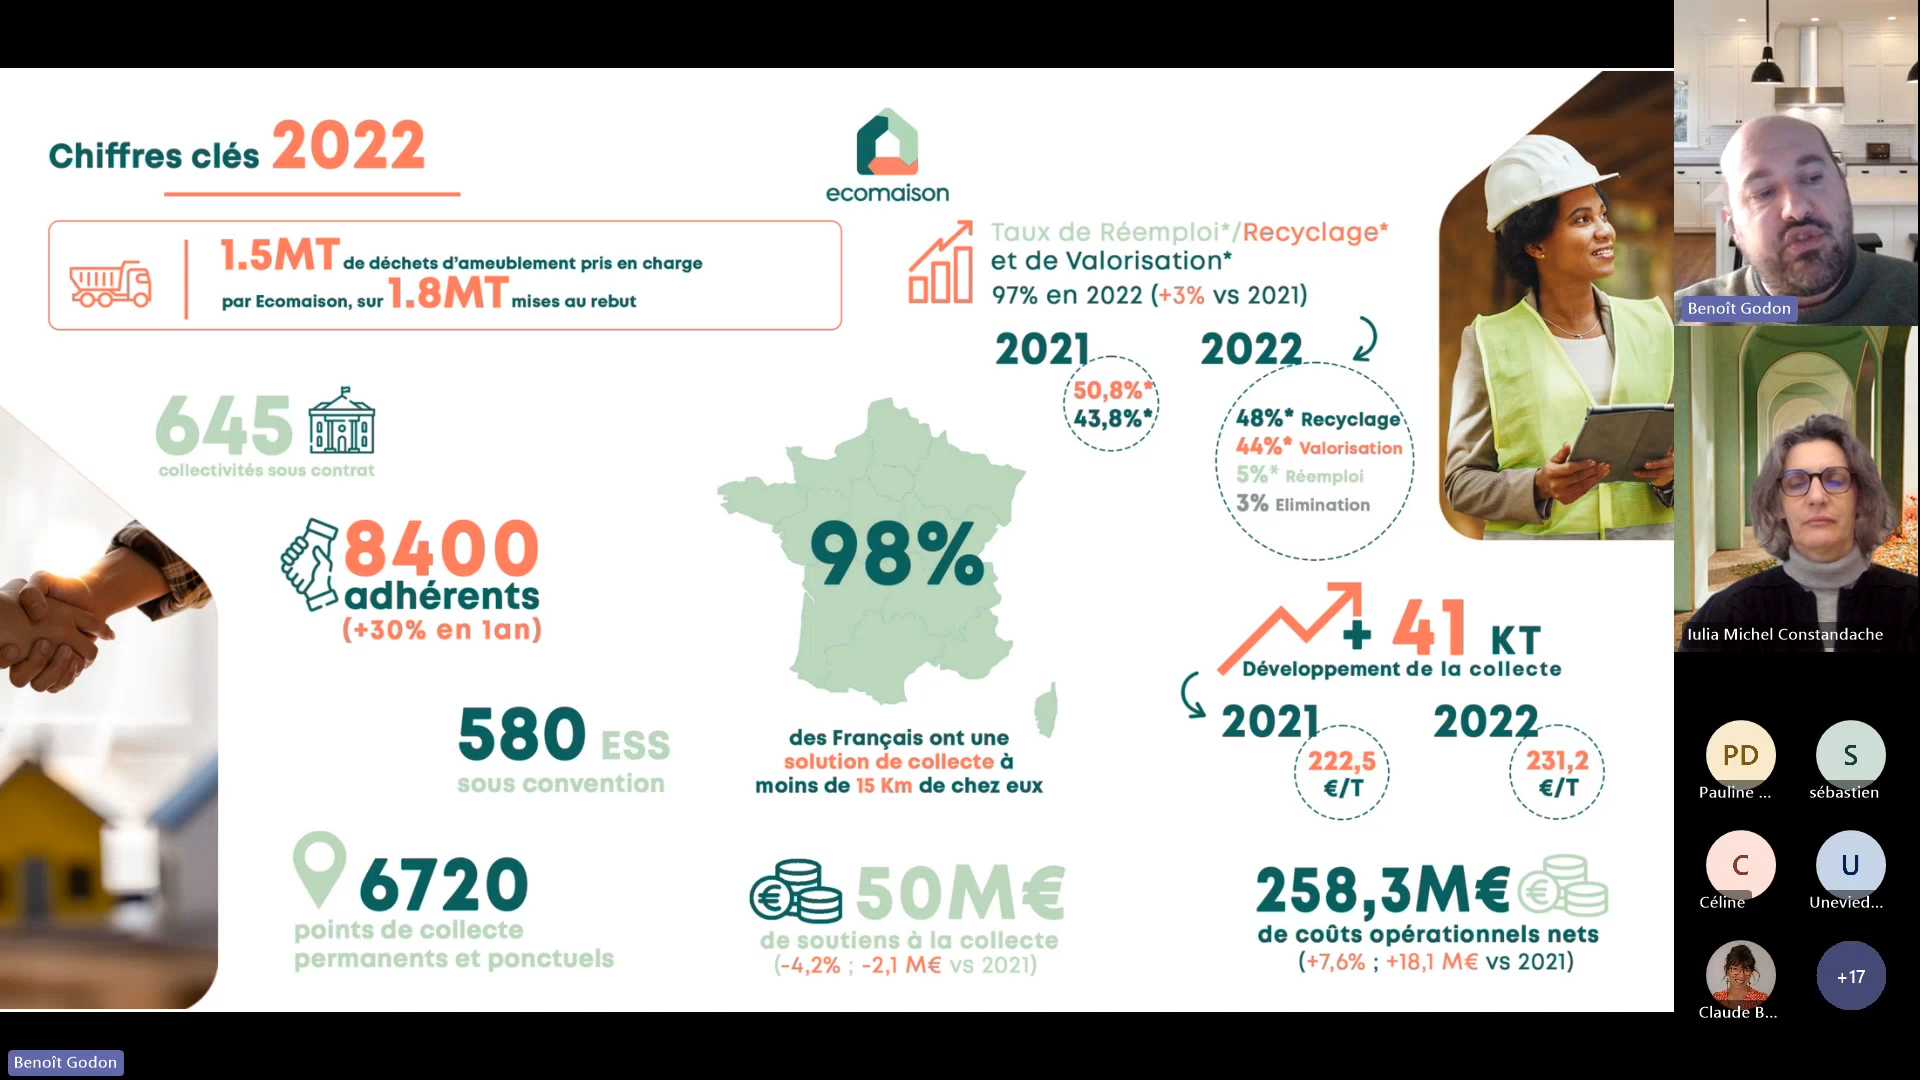 Chiffres clés 2022
ecomaison
1.5MT de déchets d'ameublement pris en charge
par Ecomaison, sur 1.8MT mises au rebut
Taux de Réemploi*/Recyclage*
et de Valorisation*
97% en 2022 (+3% vs 2021)
2021
50,8%*
43,8%*
2022
48%* Recyclage
44%* Valorisation
5%* Réemploi
3% Elimination
645
collectivités sous contrat
8400
adhérents
(+30% en 1an)
98%
des Français ont une
solution de collecte à
moins de 15 Km de chez eux
+ 41 KT
Développement de la collecte
2021
222,5
€/T
2022
231,2
€/T
580 ESS
sous convention
6720
points de collecte
permanents et ponctuels
€ 50M€
de soutiens à la collecte
(-4,2% ; -2,1 M€ vs 2021)
258,3M€ €
de coûts opérationnels nets
(+7,6% ; +18,1 M€ vs 2021)
Benoît Godon
Iulia Michel Constandache
PD
Pauline ...
S
sébastien
C
Céline
U
Unevied...
Claude B...
+17
Benoît Godon